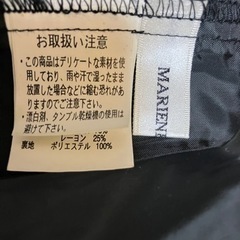 お取扱い注意
・この商品はデリケートな素材を使
用しており、雨や汗で湿ったまま
放置した場合などに縮む恐れがあり
ますのでご注意下さい。
・漂白剤、タンブル乾燥機の使用は
お避け下さい。
レーヨン 25%
裏地 ポリエステル 100%
MARIENE